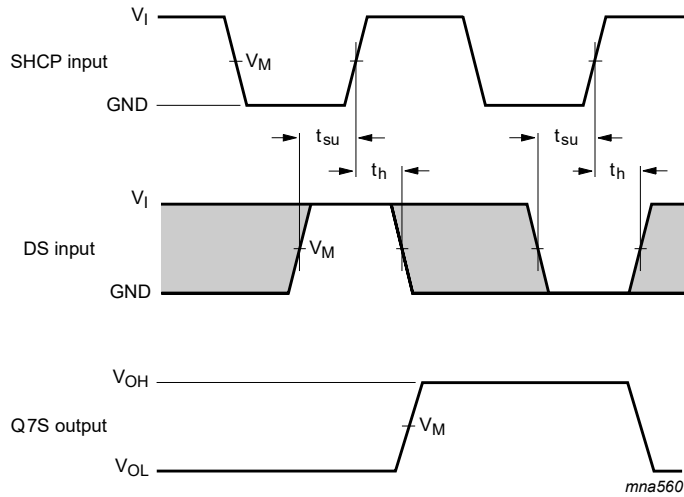 VI
SHCP input
VM
GND
tsu
tsu
th
th
VI
DS input
VM
GND
VOH
Q7S output
VM
VOL
mna560